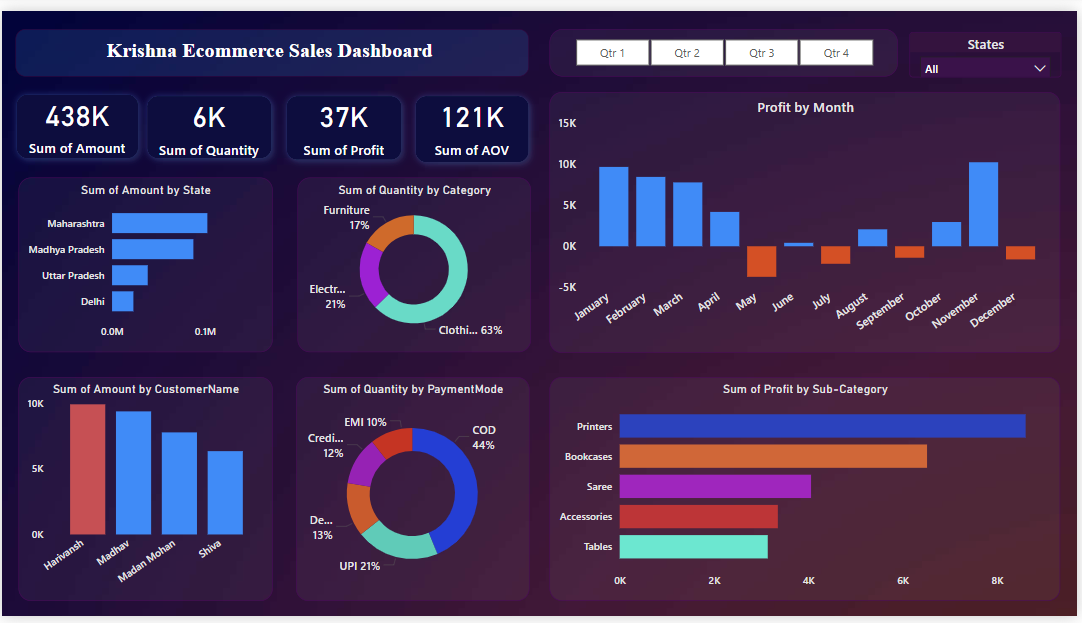 Krishna Ecommerce Sales Dashboard
Qtr 1
Qtr 2
Qtr 3
Qtr 4
States
All
438K
Sum of Amount
6K
Sum of Quantity
37K
Sum of Profit
121K
Sum of AOV
Profit by Month
15K
10K
5K
0K
-5K
January
February
March
April
May
June
July
August
September
October
November
December
Sum of Amount by State
Maharashtra
Madhya Pradesh
Uttar Pradesh
Delhi
0.0M
0.1M
Sum of Quantity by Category
Furniture
17%
Electr...
21%
Clothi... 63%
Sum of Amount by CustomerName
10K
5K
0K
Harivansh
Madhav
Madan Mohan
Shiva
Sum of Quantity by PaymentMode
EMI 10%
COD
44%
Credi...
12%
De...
13%
UPI 21%
Sum of Profit by Sub-Category
Printers
Bookcases
Saree
Accessories
Tables
0K
2K
4K
6K
8K